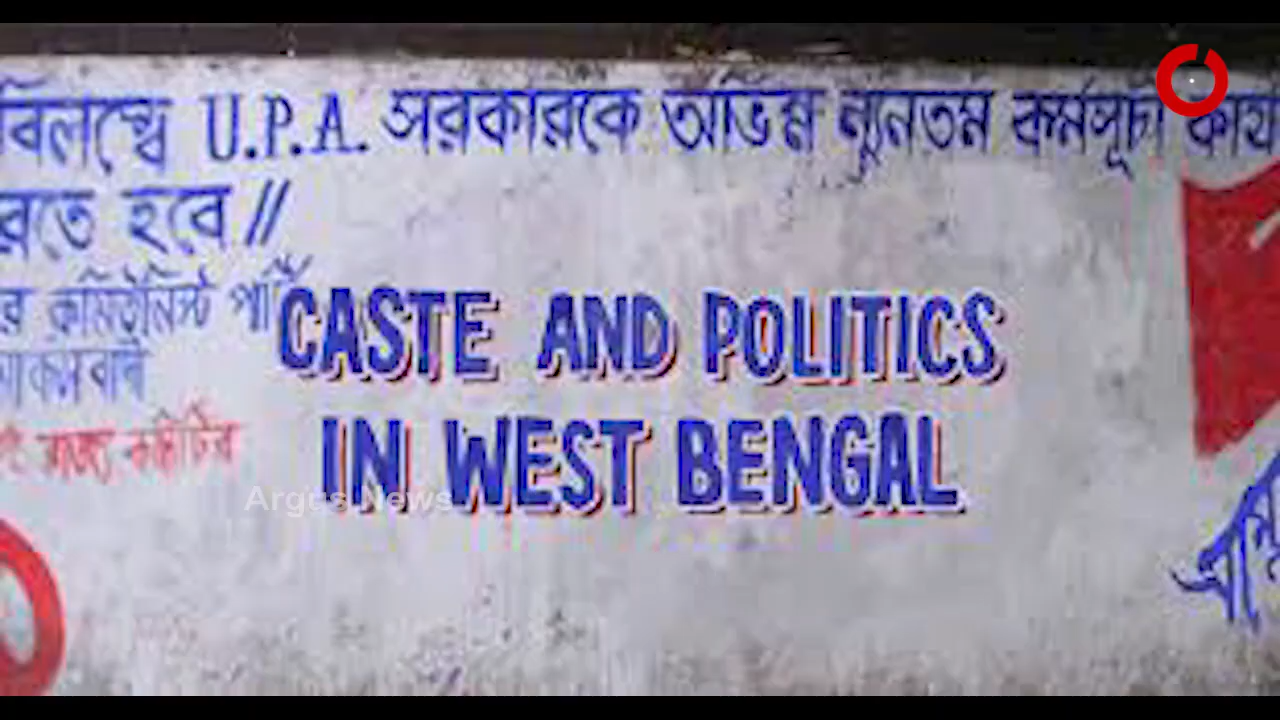 বিলম্বে U.P.A. সরকারকে অভিন্ন ন্যূনতম কর্মসূচী
রতে হবে //
র কমিউনিস্ট পার্টি
CASTE AND POLITICS
IN WEST BENGAL
Argus News